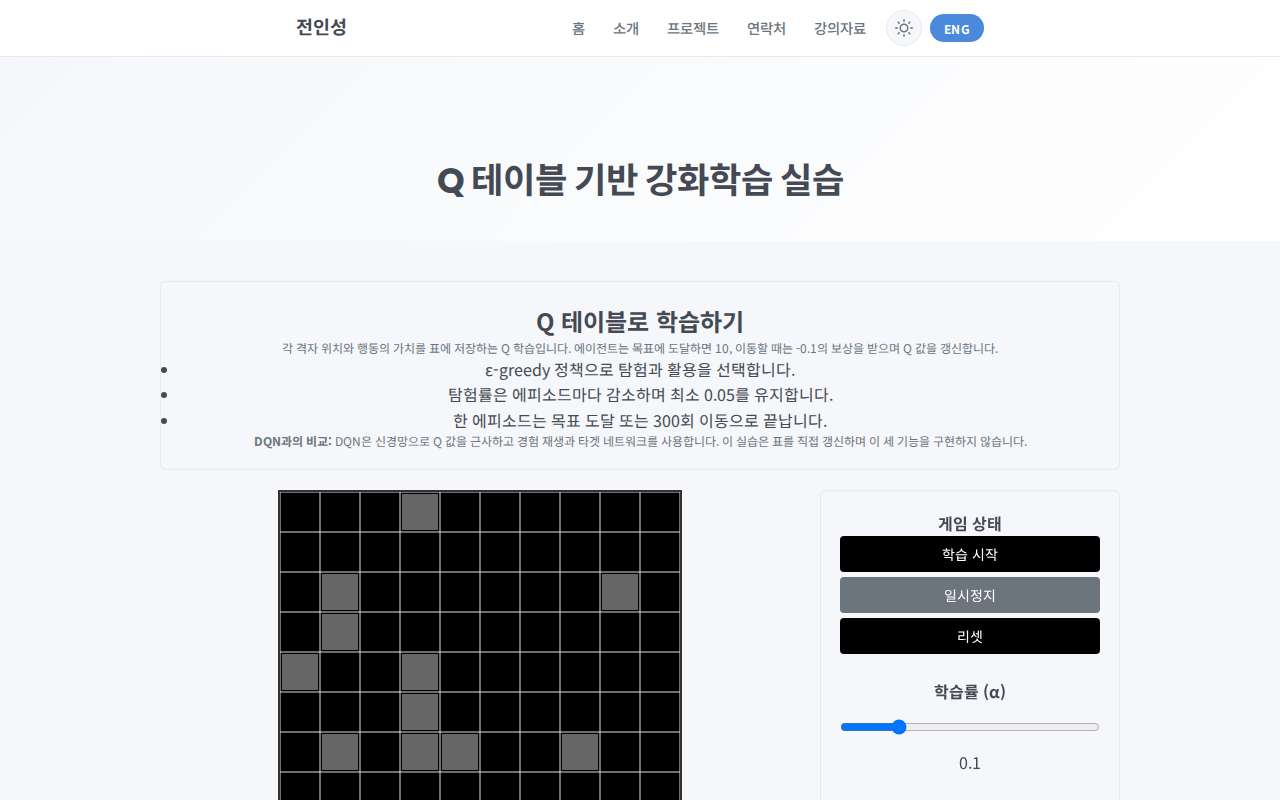 전인성
홈 소개 프로젝트 연락처 강의자료 ENG
Q 테이블 기반 강화학습 실습
Q 테이블로 학습하기
각 격자 위치와 행동의 가치를 표에 저장하는 Q 학습입니다. 에이전트는 목표에 도달하면 10, 이동할 때는 -0.1의 보상을 받으며 Q 값을 갱신합니다.
ε-greedy 정책으로 탐험과 활용을 선택합니다.
탐험률은 에피소드마다 감소하며 최소 0.05를 유지합니다.
한 에피소드는 목표 도달 또는 300회 이동으로 끝납니다.
DQN과의 비교: DQN은 신경망으로 Q 값을 근사하고 경험 재생과 타겟 네트워크를 사용합니다. 이 실습은 표를 직접 갱신하며 이 세 기능을 구현하지 않습니다.
게임 상태
학습 시작
일시정지
리셋
학습률 (α)
0.1